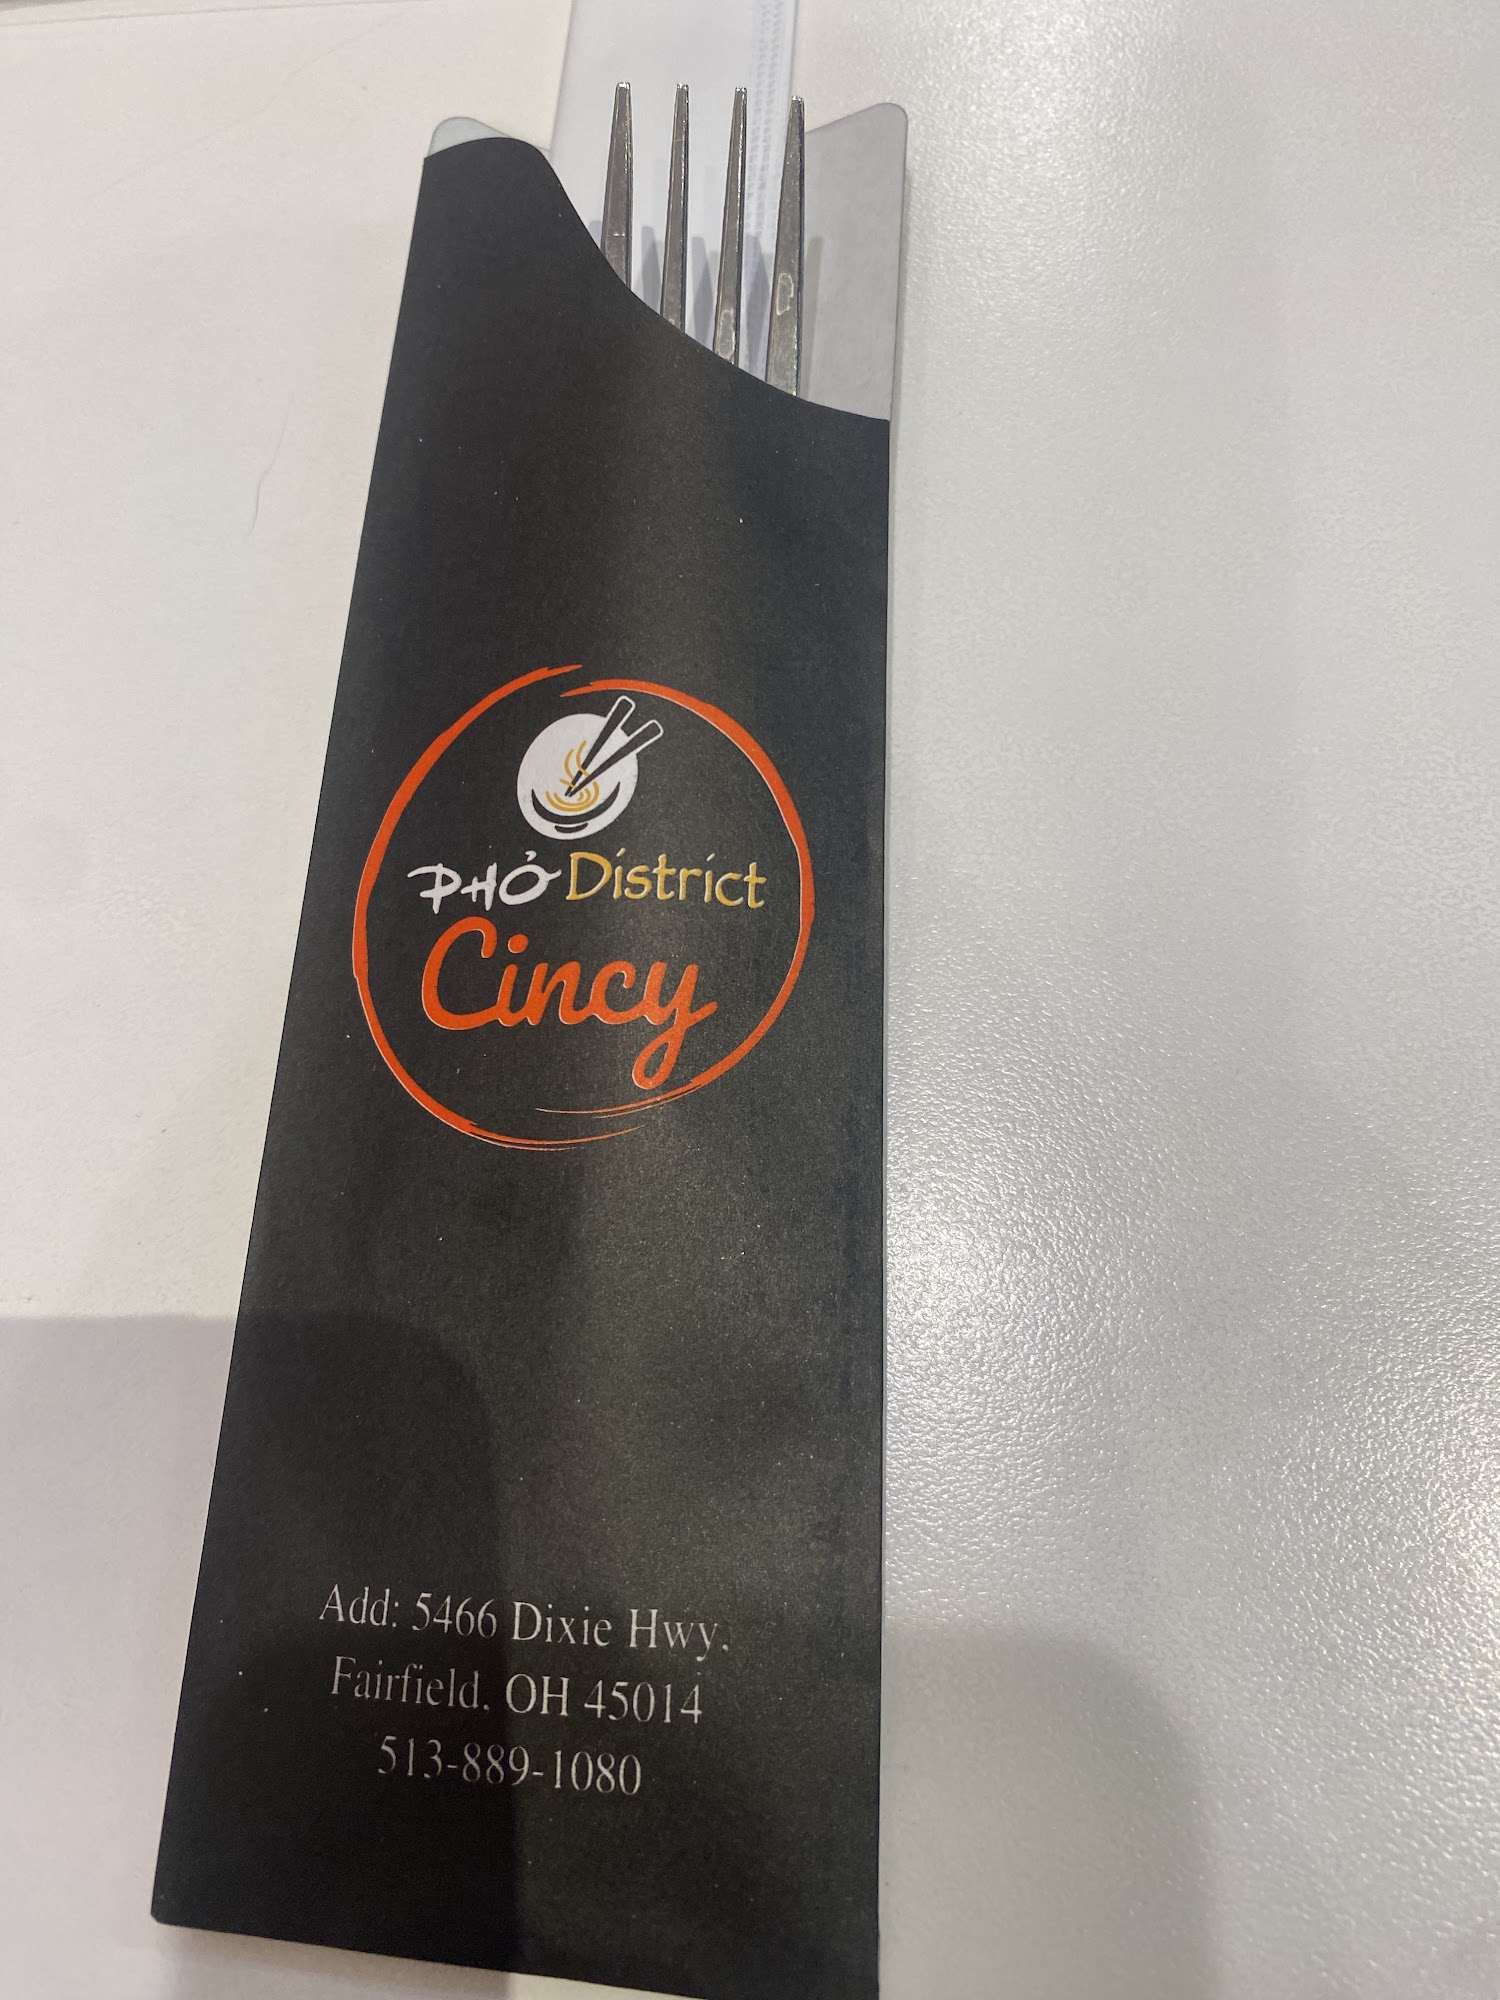 PHỞ District
Cincy
Add: 5466 Dixie Hwy.
Fairfield. OH 45014
513-889-1080